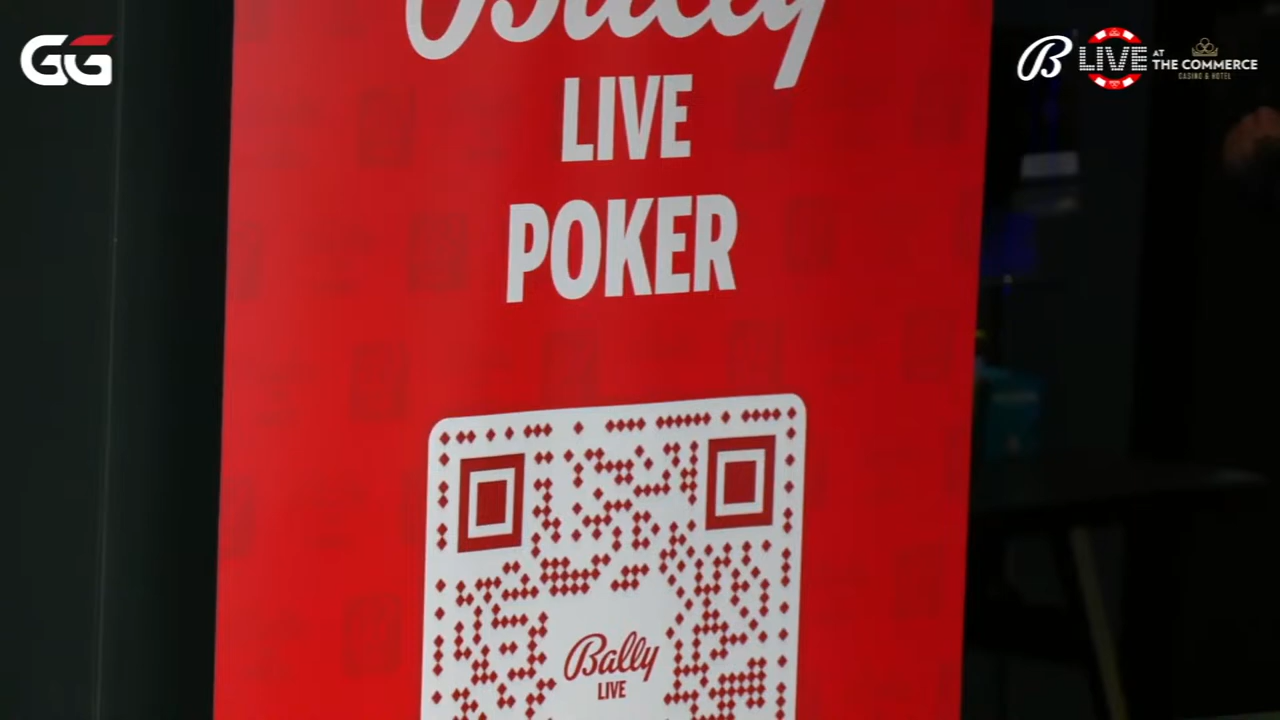 GG
B LIVE AT THE COMMERCE
CASINO & HOTEL
Bally
LIVE
POKER
Bally
LIVE